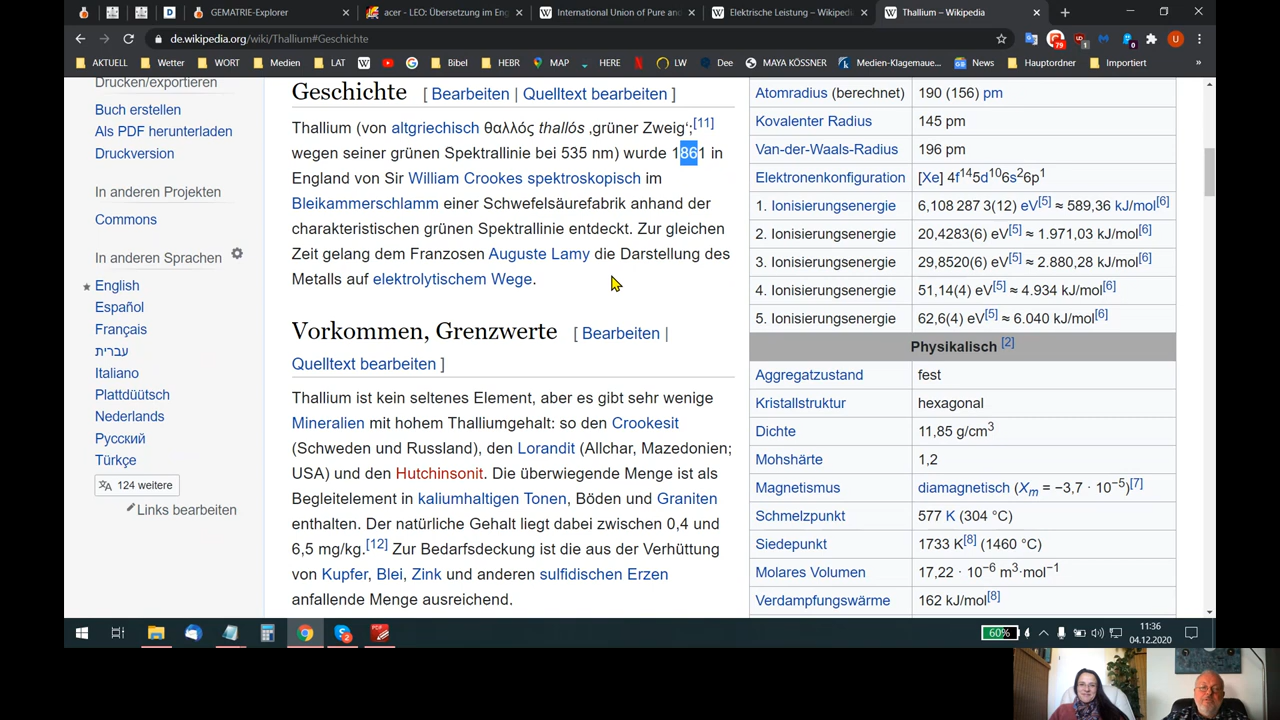 GEMATRIE-Explorer
acer - LEO: Übersetzung im Eng
International Union of Pure and
Elektrische Leistung – Wikipedi
Thallium – Wikipedia
de.wikipedia.org/wiki/Thallium#Geschichte
79
1
0
U
AKTUELL
Wetter
WORT
Medien
LAT
Bibel
HEBR
MAP
HERE
LW
Dee
MAYA KÖSSNER
Medien-Klagemaue...
News
Hauptordner
Importiert
»
Drucken/exportieren
Buch erstellen
Als PDF herunterladen
Druckversion
In anderen Projekten
Commons
In anderen Sprachen
English
Español
Français
עברית
Italiano
Plattdüütsch
Nederlands
Русский
Türkçe
124 weitere
Links bearbeiten
Geschichte [ Bearbeiten | Quelltext bearbeiten ]
Thallium (von altgriechisch θαλλός thallós ‚grüner Zweig‘;[11]
wegen seiner grünen Spektrallinie bei 535 nm) wurde 1861 in
England von Sir William Crookes spektroskopisch im
Bleikammerschlamm einer Schwefelsäurefabrik anhand der
charakteristischen grünen Spektrallinie entdeckt. Zur gleichen
Zeit gelang dem Franzosen Auguste Lamy die Darstellung des
Metalls auf elektrolytischem Wege.
Vorkommen, Grenzwerte [ Bearbeiten |
Quelltext bearbeiten ]
Thallium ist kein seltenes Element, aber es gibt sehr wenige
Mineralien mit hohem Thalliumgehalt: so den Crookesit
(Schweden und Russland), den Lorandit (Allchar, Mazedonien;
USA) und den Hutchinsonit. Die überwiegende Menge ist als
Begleitelement in kaliumhaltigen Tonen, Böden und Graniten
enthalten. Der natürliche Gehalt liegt dabei zwischen 0,4 und
6,5 mg/kg.[12] Zur Bedarfsdeckung ist die aus der Verhüttung
von Kupfer, Blei, Zink und anderen sulfidischen Erzen
anfallende Menge ausreichend.
Atomradius (berechnet) 190 (156) pm
Kovalenter Radius 145 pm
Van-der-Waals-Radius 196 pm
Elektronenkonfiguration [Xe] 4f14 5d10 6s2 6p1
1. Ionisierungsenergie 6,108 287 3(12) eV[5] ≈ 589,36 kJ/mol[6]
2. Ionisierungsenergie 20,4283(6) eV[5] ≈ 1.971,03 kJ/mol[6]
3. Ionisierungsenergie 29,8520(6) eV[5] ≈ 2.880,28 kJ/mol[6]
4. Ionisierungsenergie 51,14(4) eV[5] ≈ 4.934 kJ/mol[6]
5. Ionisierungsenergie 62,6(4) eV[5] ≈ 6.040 kJ/mol[6]
Physikalisch [2]
Aggregatzustand fest
Kristallstruktur hexagonal
Dichte 11,85 g/cm3
Mohshärte 1,2
Magnetismus diamagnetisch (Χm = −3,7 · 10−5)[7]
Schmelzpunkt 577 K (304 °C)
Siedepunkt 1733 K[8] (1460 °C)
Molares Volumen 17,22 · 10−6 m3·mol−1
Verdampfungswärme 162 kJ/mol[8]
60%
11:36
04.12.2020